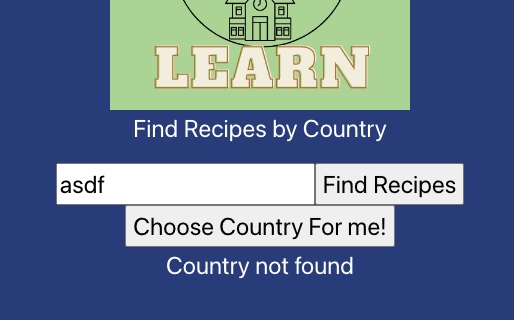 LEARN
Find Recipes by Country
asdf Find Recipes
Choose Country For me!
Country not found